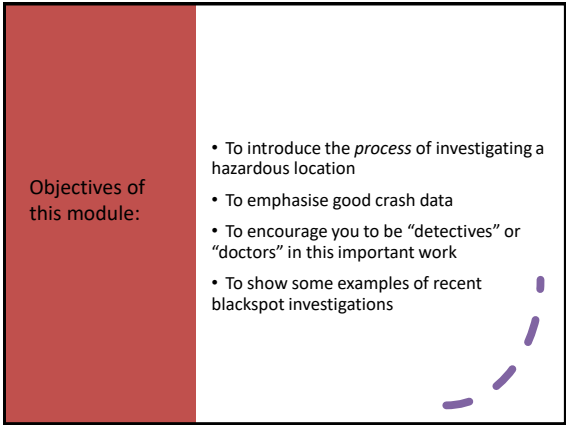 Objectives of
this module:
• To introduce the process of investigating a
hazardous location
• To emphasise good crash data
• To encourage you to be “detectives” or
“doctors” in this important work
• To show some examples of recent
blackspot investigations